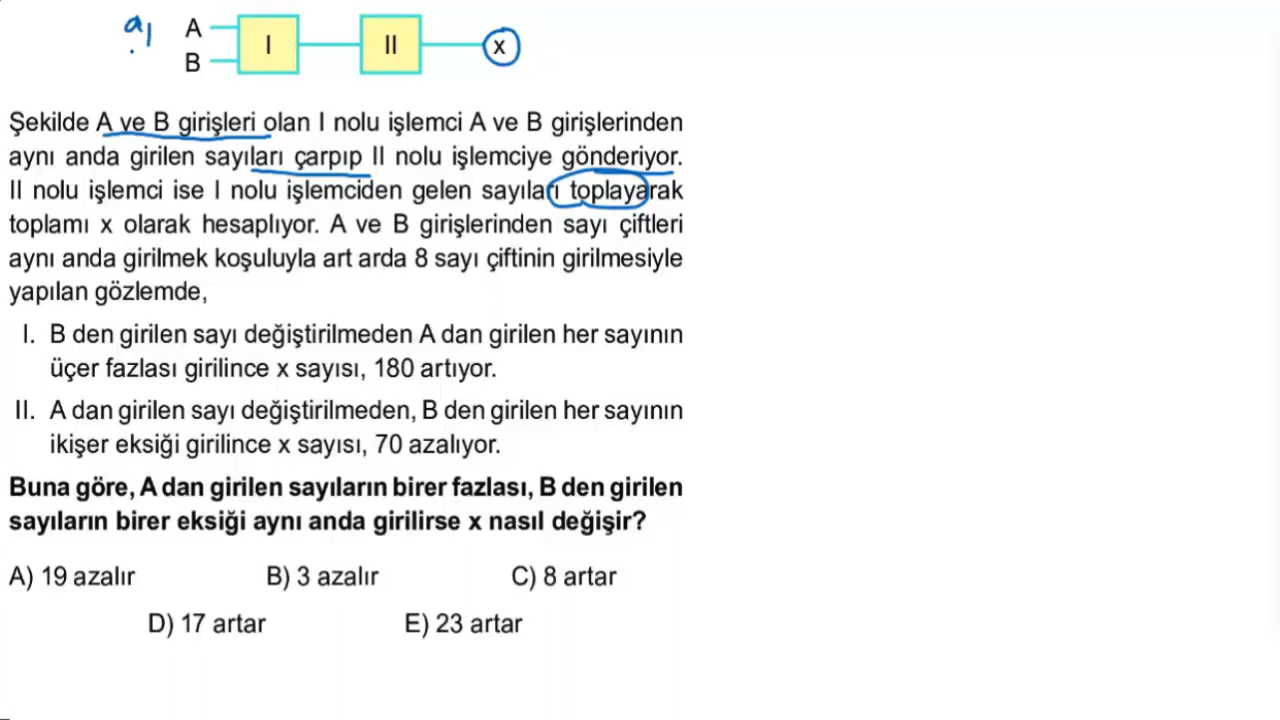 a₁
A
B
I
II
x
Şekilde A ve B girişleri olan I nolu işlemci A ve B girişlerinden
aynı anda girilen sayıları çarpıp II nolu işlemciye gönderiyor.
II nolu işlemci ise I nolu işlemciden gelen sayıları toplayarak
toplamı x olarak hesaplıyor. A ve B girişlerinden sayı çiftleri
aynı anda girilmek koşuluyla art arda 8 sayı çiftinin girilmesiyle
yapılan gözlemde,
I. B den girilen sayı değiştirilmeden A dan girilen her sayının
üçer fazlası girilince x sayısı, 180 artıyor.
II. A dan girilen sayı değiştirilmeden, B den girilen her sayının
ikişer eksiği girilince x sayısı, 70 azalıyor.
Buna göre, A dan girilen sayıların birer fazlası, B den girilen
sayıların birer eksiği aynı anda girilirse x nasıl değişir?
A) 19 azalır B) 3 azalır C) 8 artar
D) 17 artar E) 23 artar